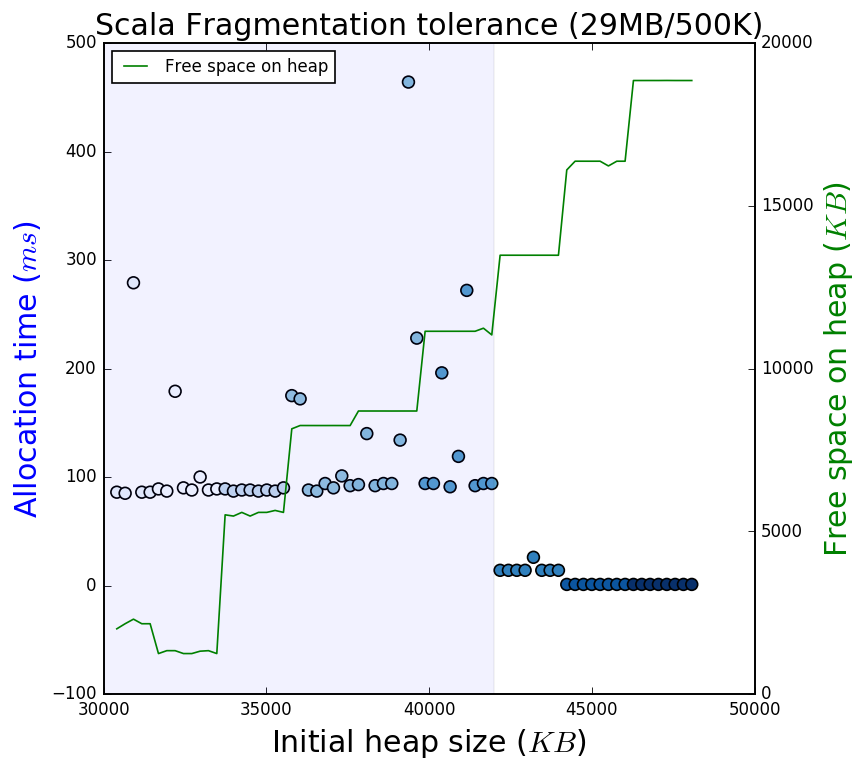 Scala Fragmentation tolerance (29MB/500K)
Free space on heap
500
400
300
200
100
0
−100
20000
15000
10000
5000
0
30000 35000 40000 45000 50000
Allocation time (ms)
Free space on heap (KB)
Initial heap size (KB)